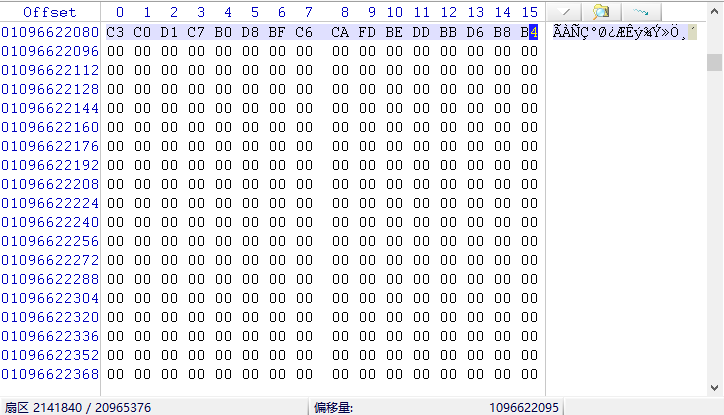 Offset 0 1 2 3 4 5 6 7 8 9 10 11 12 13 14 15
01096622080 C3 C0 D1 C7 B0 D8 BF C6 CA FD BE DD BB D6 B8 B4 ÃÀÑÇ°Ø¿ÆÊý¾Ý»Ö¸´
01096622096 00 00 00 00 00 00 00 00 00 00 00 00 00 00 00 00
01096622112 00 00 00 00 00 00 00 00 00 00 00 00 00 00 00 00
01096622128 00 00 00 00 00 00 00 00 00 00 00 00 00 00 00 00
01096622144 00 00 00 00 00 00 00 00 00 00 00 00 00 00 00 00
01096622160 00 00 00 00 00 00 00 00 00 00 00 00 00 00 00 00
01096622176 00 00 00 00 00 00 00 00 00 00 00 00 00 00 00 00
01096622192 00 00 00 00 00 00 00 00 00 00 00 00 00 00 00 00
01096622208 00 00 00 00 00 00 00 00 00 00 00 00 00 00 00 00
01096622224 00 00 00 00 00 00 00 00 00 00 00 00 00 00 00 00
01096622240 00 00 00 00 00 00 00 00 00 00 00 00 00 00 00 00
01096622256 00 00 00 00 00 00 00 00 00 00 00 00 00 00 00 00
01096622272 00 00 00 00 00 00 00 00 00 00 00 00 00 00 00 00
01096622288 00 00 00 00 00 00 00 00 00 00 00 00 00 00 00 00
01096622304 00 00 00 00 00 00 00 00 00 00 00 00 00 00 00 00
01096622320 00 00 00 00 00 00 00 00 00 00 00 00 00 00 00 00
01096622336 00 00 00 00 00 00 00 00 00 00 00 00 00 00 00 00
01096622352 00 00 00 00 00 00 00 00 00 00 00 00 00 00 00 00
01096622368 00 00 00 00 00 00 00 00 00 00 00 00 00 00 00 00
扇区 2141840 / 20965376 偏移量: 1096622095